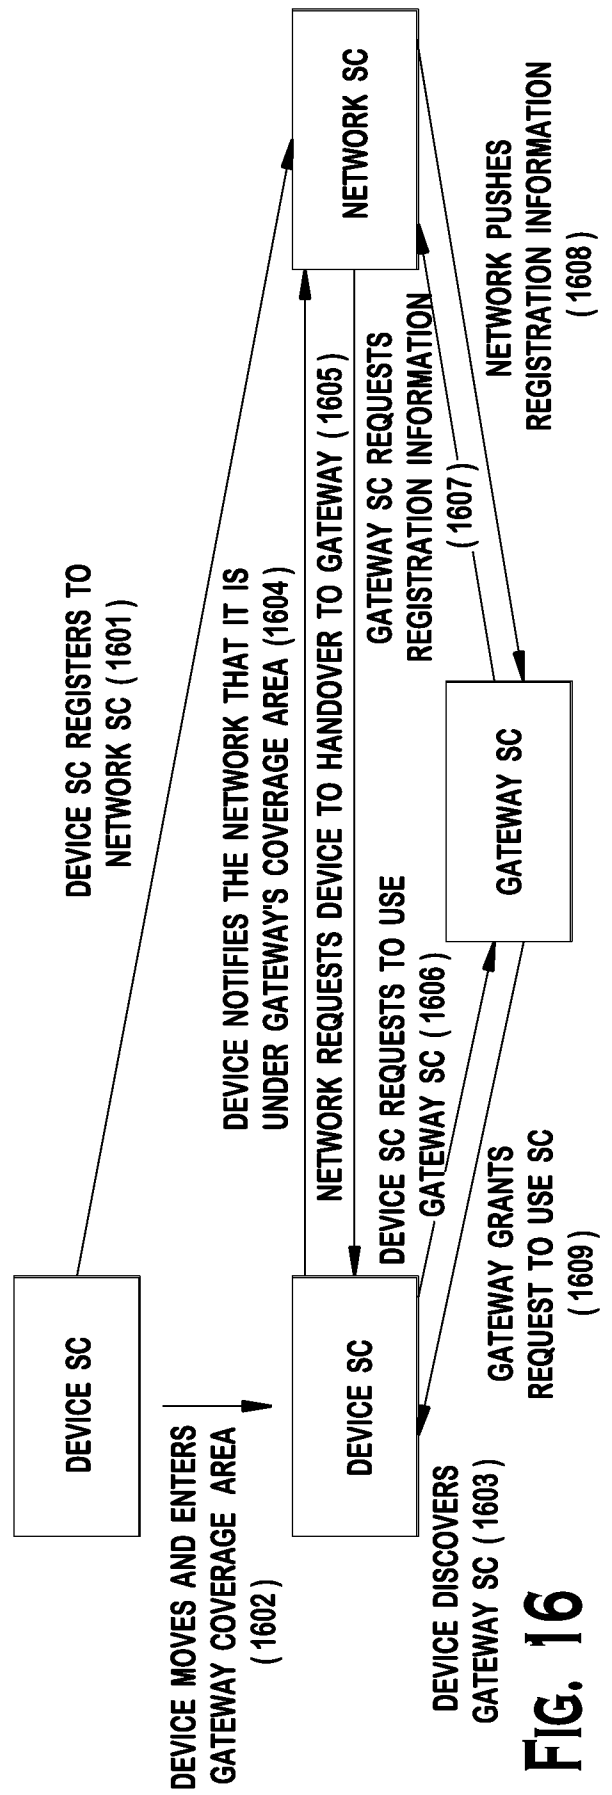 DEVICE SC
DEVICE SC REGISTERS TO
NETWORK SC (1601)
DEVICE MOVES AND ENTERS
GATEWAY COVERAGE AREA
(1602)
DEVICE NOTIFIES THE NETWORK THAT IT IS
UNDER GATEWAY'S COVERAGE AREA (1604)
NETWORK SC
NETWORK REQUESTS DEVICE TO HANDOVER TO GATEWAY (1605)
DEVICE SC
DEVICE SC REQUESTS TO USE
GATEWAY SC (1606)
GATEWAY SC REQUESTS
REGISTRATION INFORMATION
(1607)
DEVICE DISCOVERS
GATEWAY SC (1603)
GATEWAY GRANTS
REQUEST TO USE SC
(1609)
GATEWAY SC
NETWORK PUSHES
REGISTRATION INFORMATION
(1608)
FIG. 16